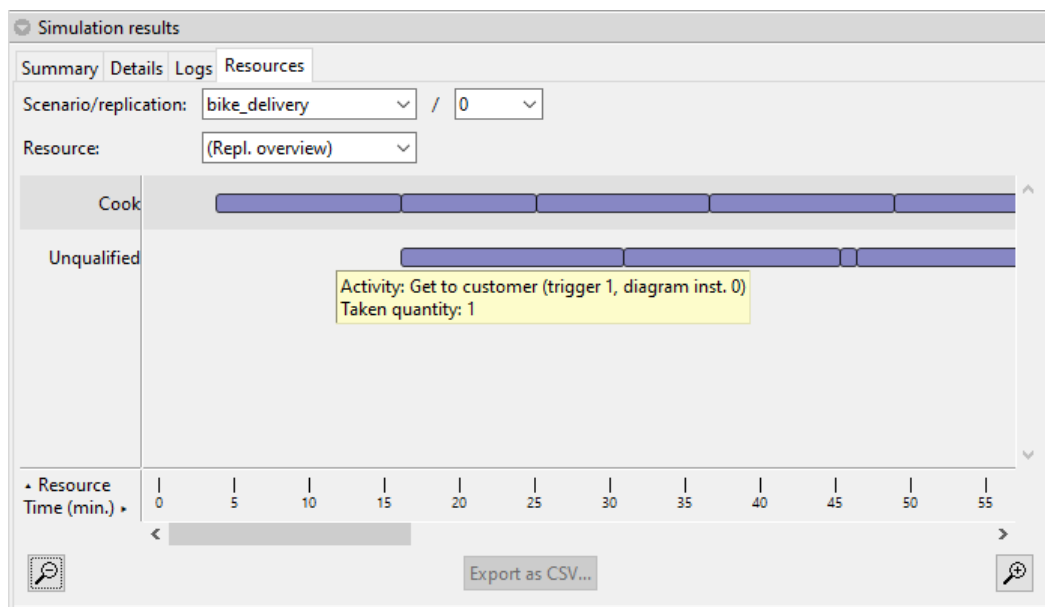 Simulation results
Summary Details Logs Resources
Scenario/replication: bike_delivery / 0
Resource: (Repl. overview)
Cook
Unqualified
Activity: Get to customer (trigger 1, diagram inst. 0)
Taken quantity: 1
Resource
Time (min.)
0 5 10 15 20 25 30 35 40 45 50 55
Export as CSV...